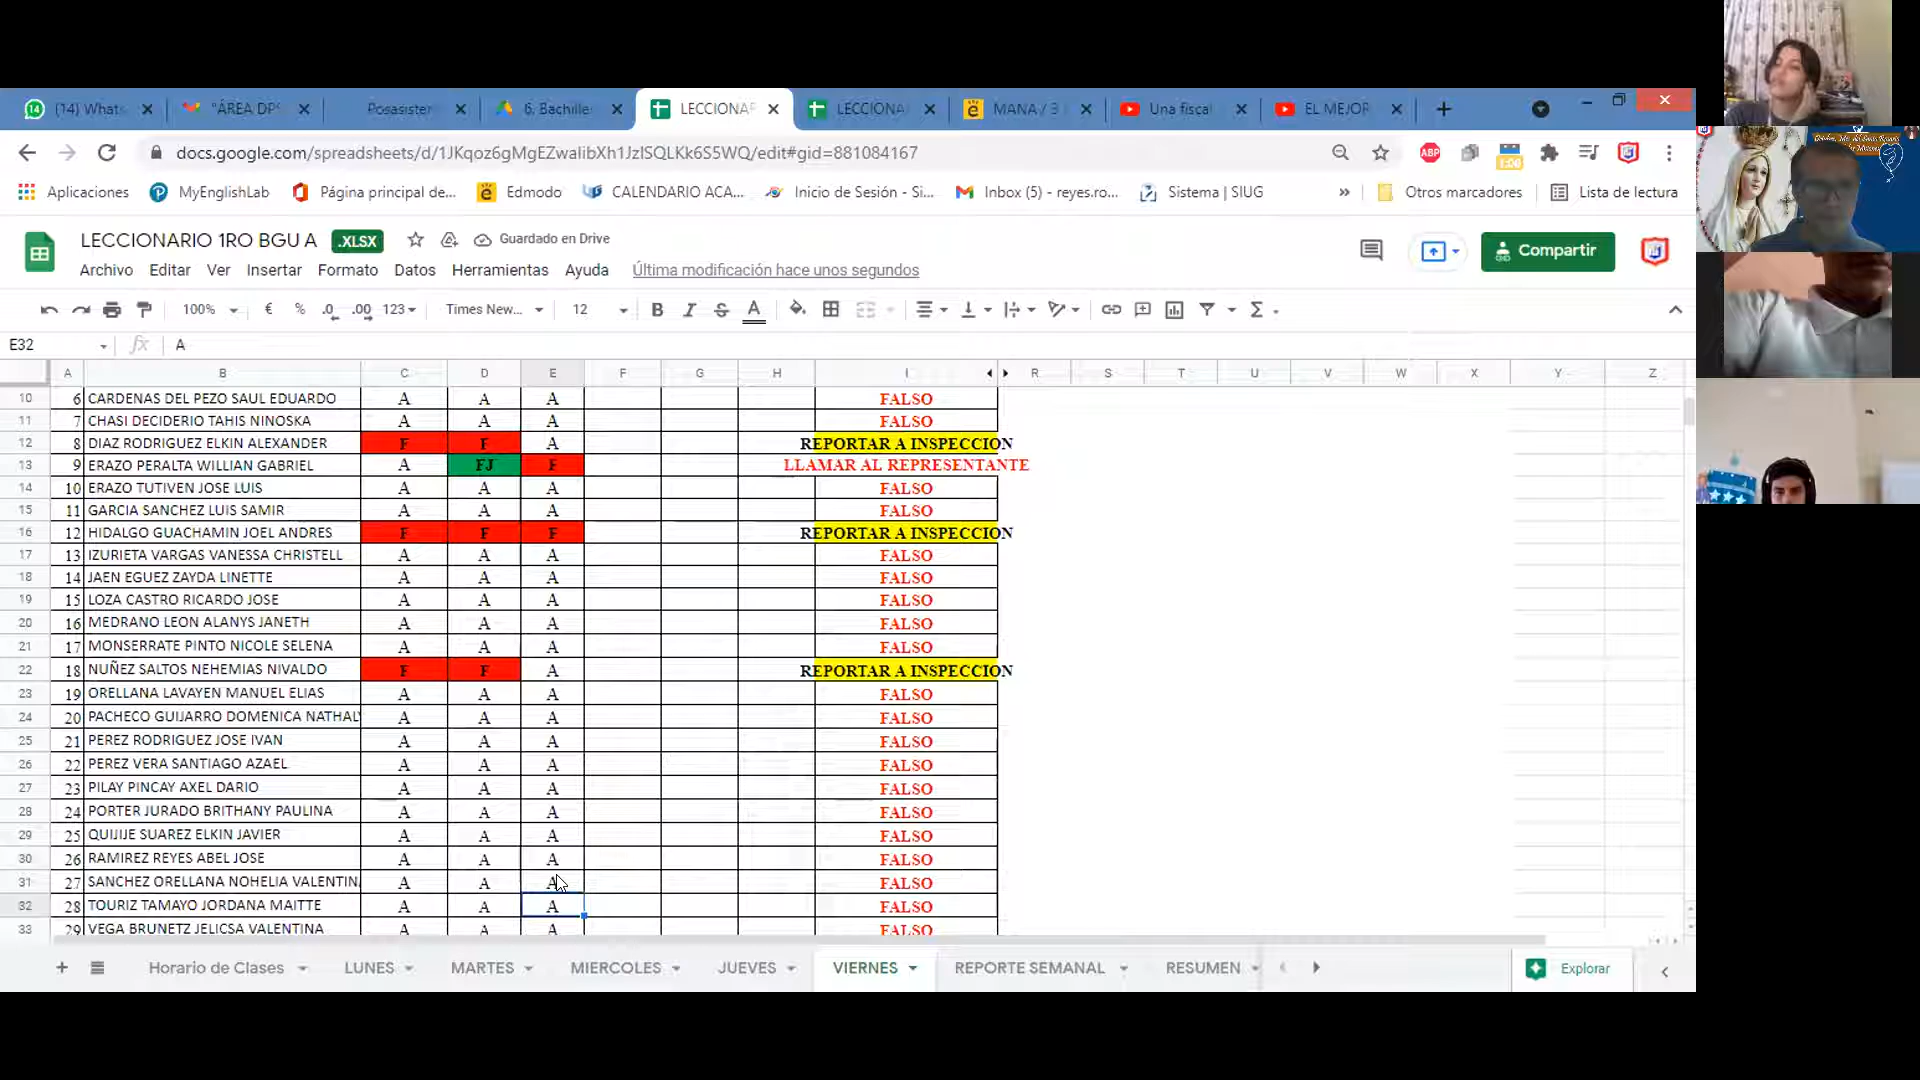 (14) What:
"ÁREA DP
Posasister
6. Bachille
LECCIONA
LECCIONA
MANA / 3
Una fiscal
EL MEJOR
docs.google.com/spreadsheets/d/1JKqoz6gMgEZwaIibXh1JzISQLKk6S5WQ/edit#gid=881084167
ABP
1:00
Aplicaciones
MyEnglishLab
Página principal de...
Edmodo
CALENDARIO ACA...
Inicio de Sesión - Si...
Inbox (5) - reyes.ro...
Sistema | SIUG
»
Otros marcadores
Lista de lectura
LECCIONARIO 1RO BGU A .XLSX
Guardado en Drive
Compartir
Archivo Editar Ver Insertar Formato Datos Herramientas Ayuda Última modificación hace unos segundos
100% € % .0 .00 123 Times New... 12 B I S A Σ
E32 fx A
A B C D E F G H I R S T U V W X Y Z
10 6 CARDENAS DEL PEZO SAUL EDUARDO A A A FALSO
11 7 CHASI DECIDERIO TAHIS NINOSKA A A A FALSO
12 8 DIAZ RODRIGUEZ ELKIN ALEXANDER F F A REPORTAR A INSPECCION
13 9 ERAZO PERALTA WILLIAN GABRIEL A FJ F LLAMAR AL REPRESENTANTE
14 10 ERAZO TUTIVEN JOSE LUIS A A A FALSO
15 11 GARCIA SANCHEZ LUIS SAMIR A A A FALSO
16 12 HIDALGO GUACHAMIN JOEL ANDRES F F F REPORTAR A INSPECCION
17 13 IZURIETA VARGAS VANESSA CHRISTELL A A A FALSO
18 14 JAEN EGUEZ ZAYDA LINETTE A A A FALSO
19 15 LOZA CASTRO RICARDO JOSE A A A FALSO
20 16 MEDRANO LEON ALANYS JANETH A A A FALSO
21 17 MONSERRATE PINTO NICOLE SELENA A A A FALSO
22 18 NUÑEZ SALTOS NEHEMIAS NIVALDO F F A REPORTAR A INSPECCION
23 19 ORELLANA LAVAYEN MANUEL ELIAS A A A FALSO
24 20 PACHECO GUIJARRO DOMENICA NATHALY A A A FALSO
25 21 PEREZ RODRIGUEZ JOSE IVAN A A A FALSO
26 22 PEREZ VERA SANTIAGO AZAEL A A A FALSO
27 23 PILAY PINCAY AXEL DARIO A A A FALSO
28 24 PORTER JURADO BRITHANY PAULINA A A A FALSO
29 25 QUIJIJE SUAREZ ELKIN JAVIER A A A FALSO
30 26 RAMIREZ REYES ABEL JOSE A A A FALSO
31 27 SANCHEZ ORELLANA NOHELIA VALENTINA A A A FALSO
32 28 TOURIZ TAMAYO JORDANA MAITTE A A A FALSO
33 29 VEGA BRUNETZ JELICSA VALENTINA A A A FALSO
Horario de Clases LUNES MARTES MIERCOLES JUEVES VIERNES REPORTE SEMANAL RESUMEN Explorar